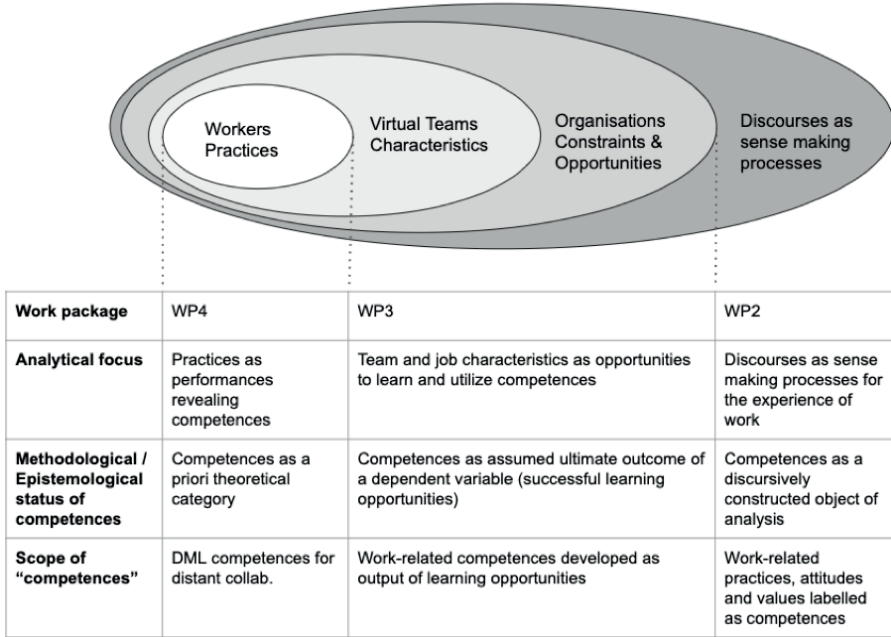 Workers
Practices
Virtual Teams
Characteristics
Organisations
Constraints &
Opportunities
Discourses as
sense making
processes
Work package
WP4
WP3
WP2
Analytical focus
Practices as
performances
revealing
competences
Team and job characteristics as opportunities
to learn and utilize competences
Discourses as sense
making processes for
the experience of
work
Methodological /
Epistemological
status of
competences
Competences as a
priori theoretical
category
Competences as assumed ultimate outcome of
a dependent variable (successful learning
opportunities)
Competences as a
discursively
constructed object of
analysis
Scope of
“competences”
DML competences for
distant collab.
Work-related competences developed as
output of learning opportunities
Work-related
practices, attitudes
and values labelled
as competences